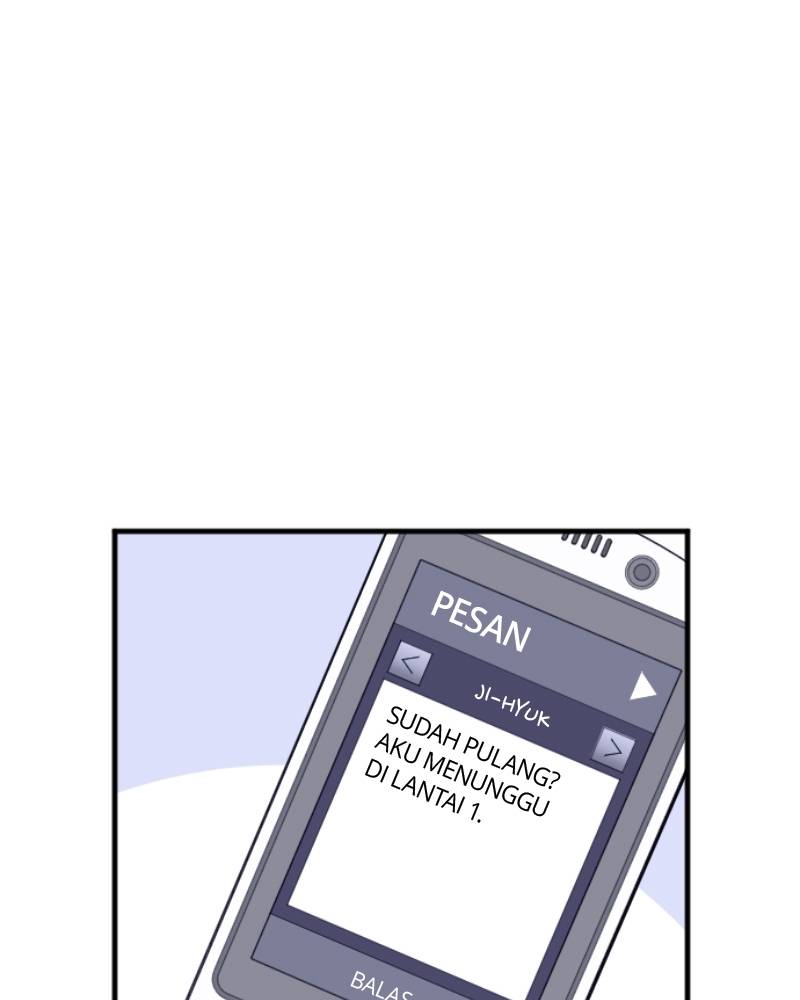 PESAN
<
JI-HYUK
>
SUDAH PULANG?
AKU MENUNGGU
DI LANTAI 1.
BALAS